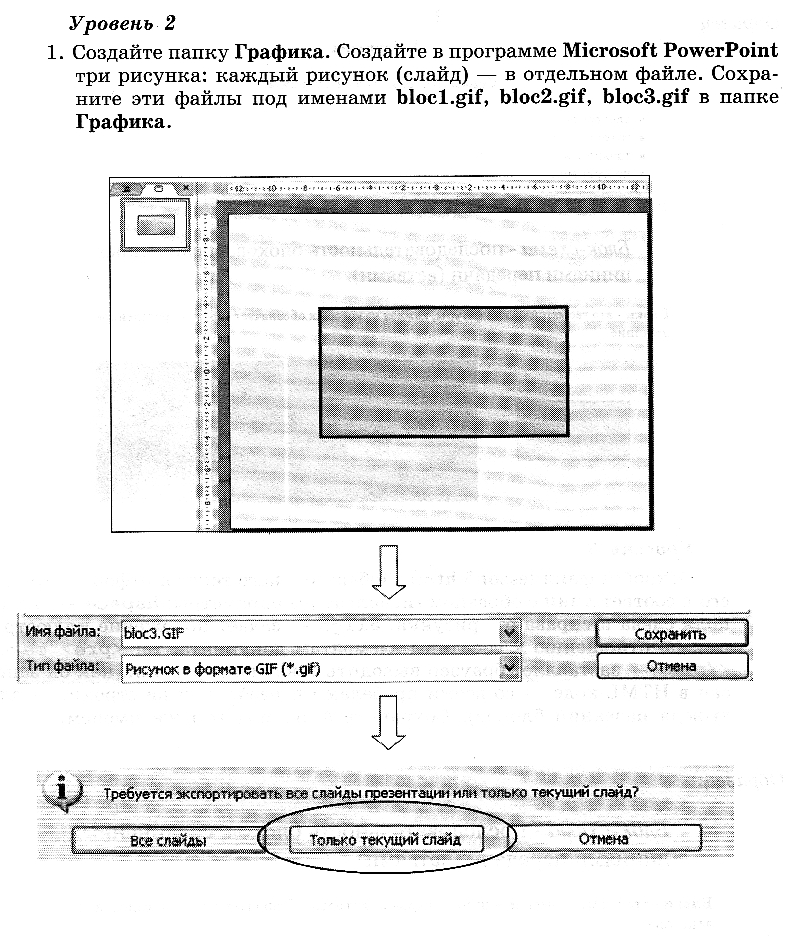 Уровень 2
1. Создайте папку Графика. Создайте в программе Microsoft PowerPoint
три рисунка: каждый рисунок (слайд) — в отдельном файле. Сохра-
ните эти файлы под именами bloc1.gif, bloc2.gif, bloc3.gif в папке
Графика.
Имя файла: bloc3.GIF Сохранить
Тип файла: Рисунок в формате GIF (*.gif) Отмена
Требуется экспортировать все слайды презентации или только текущий слайд?
Все слайды Только текущий слайд Отмена